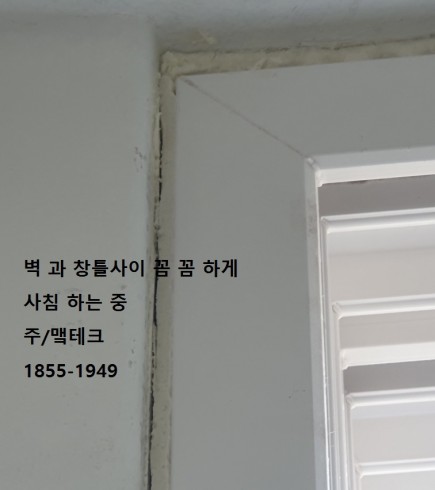 벽 과 창틀사이 꼼 꼼 하게
사침 하는 중
주/맥테크
1855-1949